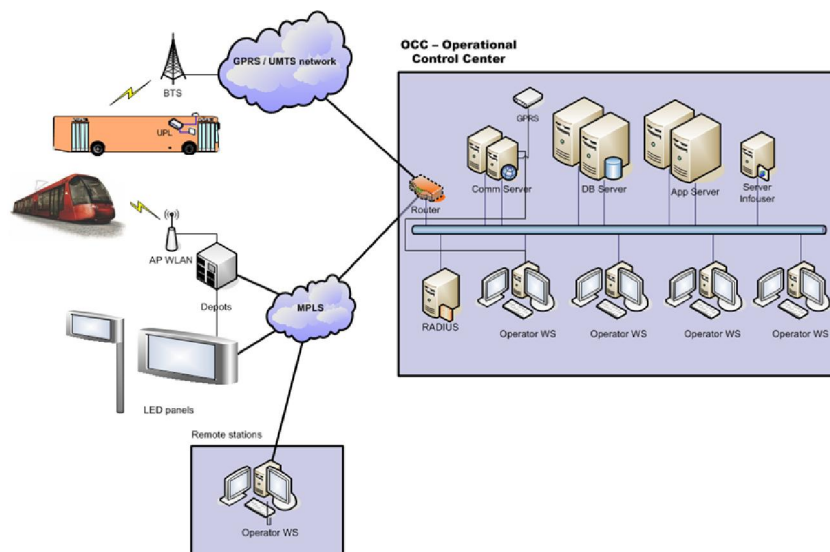 OCC – Operational
Control Center
GPRS / UMTS network
BTS
UPL
GPRS
Comm Server
DB Server
App Server
Server
Infouser
Router
AP WLAN
Depots
MPLS
RADIUS
Operator WS
Operator WS
Operator WS
Operator WS
LED panels
Remote stations
Operator WS